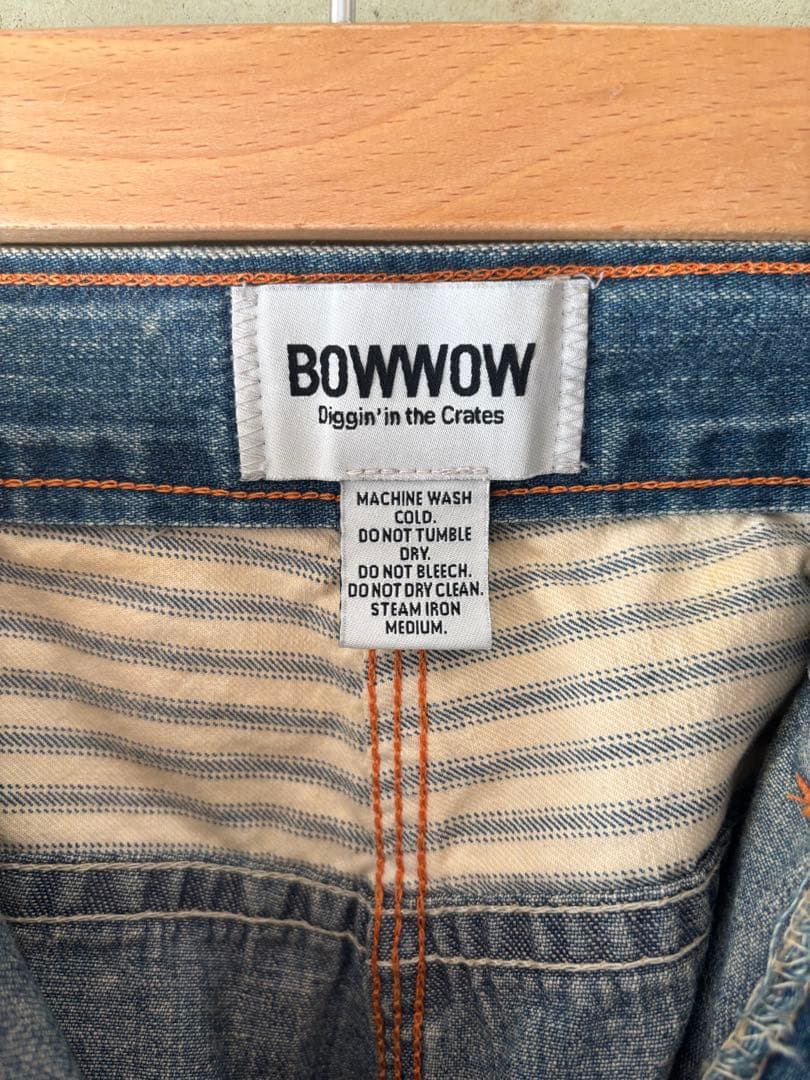 BOWWOW
Diggin' in the Crates
MACHINE WASH
COLD.
DO NOT TUMBLE
DRY.
DO NOT BLEECH.
DO NOT DRY CLEAN.
STEAM IRON
MEDIUM.